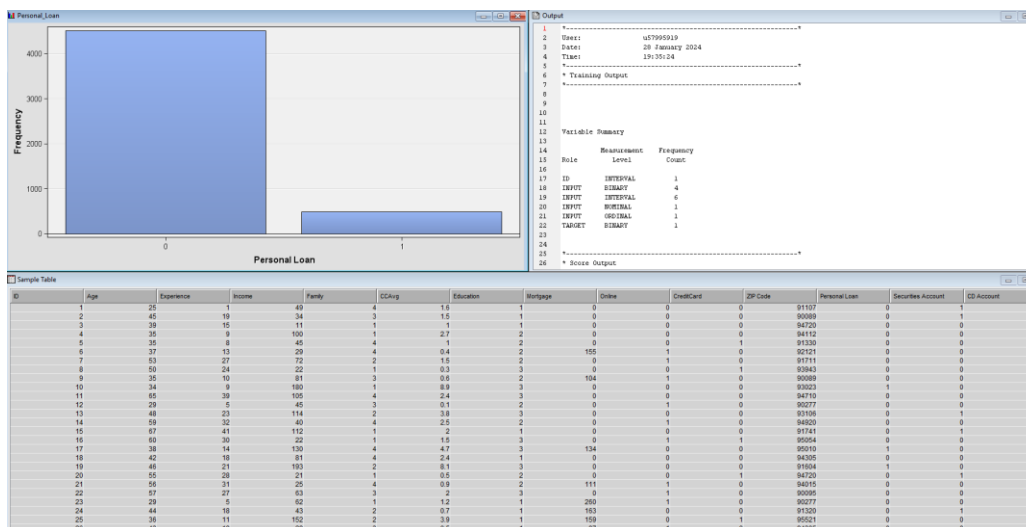 Personal_Loan
4000
3000
2000
1000
0
Frequency
0 1
Personal Loan
Output
1 *------------------------------------------------------------*
2 User: u57995919
3 Date: 28 January 2024
4 Time: 19:35:24
5 *------------------------------------------------------------*
6 * Training Output
7 *------------------------------------------------------------*
8
9
10
11
12 Variable Summary
13
14 Measurement Frequency
15 Role Level Count
16
17 ID INTERVAL 1
18 INPUT BINARY 4
19 INPUT INTERVAL 6
20 INPUT NOMINAL 1
21 INPUT ORDINAL 1
22 TARGET BINARY 1
23
24
25 *------------------------------------------------------------*
26 * Score Output
Sample Table
ID Age Experience Income Family CCAvg Education Mortgage Online CreditCard ZIP Code Personal Loan Securities Account CD Account
1 25 1 49 4 1.6 1 0 0 0 91107 0 1 0
2 45 19 34 3 1.5 1 0 0 0 90089 0 1 0
3 39 15 11 1 1 1 0 0 0 94720 0 0 0
4 35 9 100 1 2.7 2 0 0 0 94112 0 0 0
5 35 8 45 4 1 2 0 0 1 91330 0 0 0
6 37 13 29 4 0.4 2 155 1 0 92121 0 0 0
7 53 27 72 2 1.5 2 0 1 0 91711 0 0 0
8 50 24 22 1 0.3 3 0 0 1 93943 0 0 0
9 35 10 81 3 0.6 2 104 1 0 90089 0 0 0
10 34 9 180 1 8.9 3 0 0 0 93023 1 0 0
11 65 39 105 4 2.4 3 0 0 0 94710 0 0 0
12 29 5 45 3 0.1 2 0 1 0 90277 0 0 0
13 48 23 114 2 3.8 3 0 0 0 93106 0 1 0
14 59 32 40 4 2.5 2 0 1 0 94920 0 0 0
15 67 41 112 1 2 1 0 1 0 91741 0 1 0
16 60 30 22 1 1.5 3 0 1 1 95054 0 0 0
17 38 14 130 4 4.7 3 134 0 0 95010 1 0 0
18 42 18 81 4 2.4 1 0 0 0 94305 0 0 0
19 46 21 193 2 8.1 3 0 0 0 91604 1 0 0
20 55 28 21 1 0.5 2 0 0 1 94720 0 1 0
21 56 31 25 4 0.9 2 111 1 0 94015 0 0 0
22 57 27 63 3 2 3 0 1 0 90095 0 0 0
23 29 5 62 1 1.2 1 260 1 0 90277 0 0 0
24 44 18 43 2 0.7 1 163 1 0 91320 0 1 0
25 36 11 152 2 3.9 1 159 0 1 95521 0 0 0